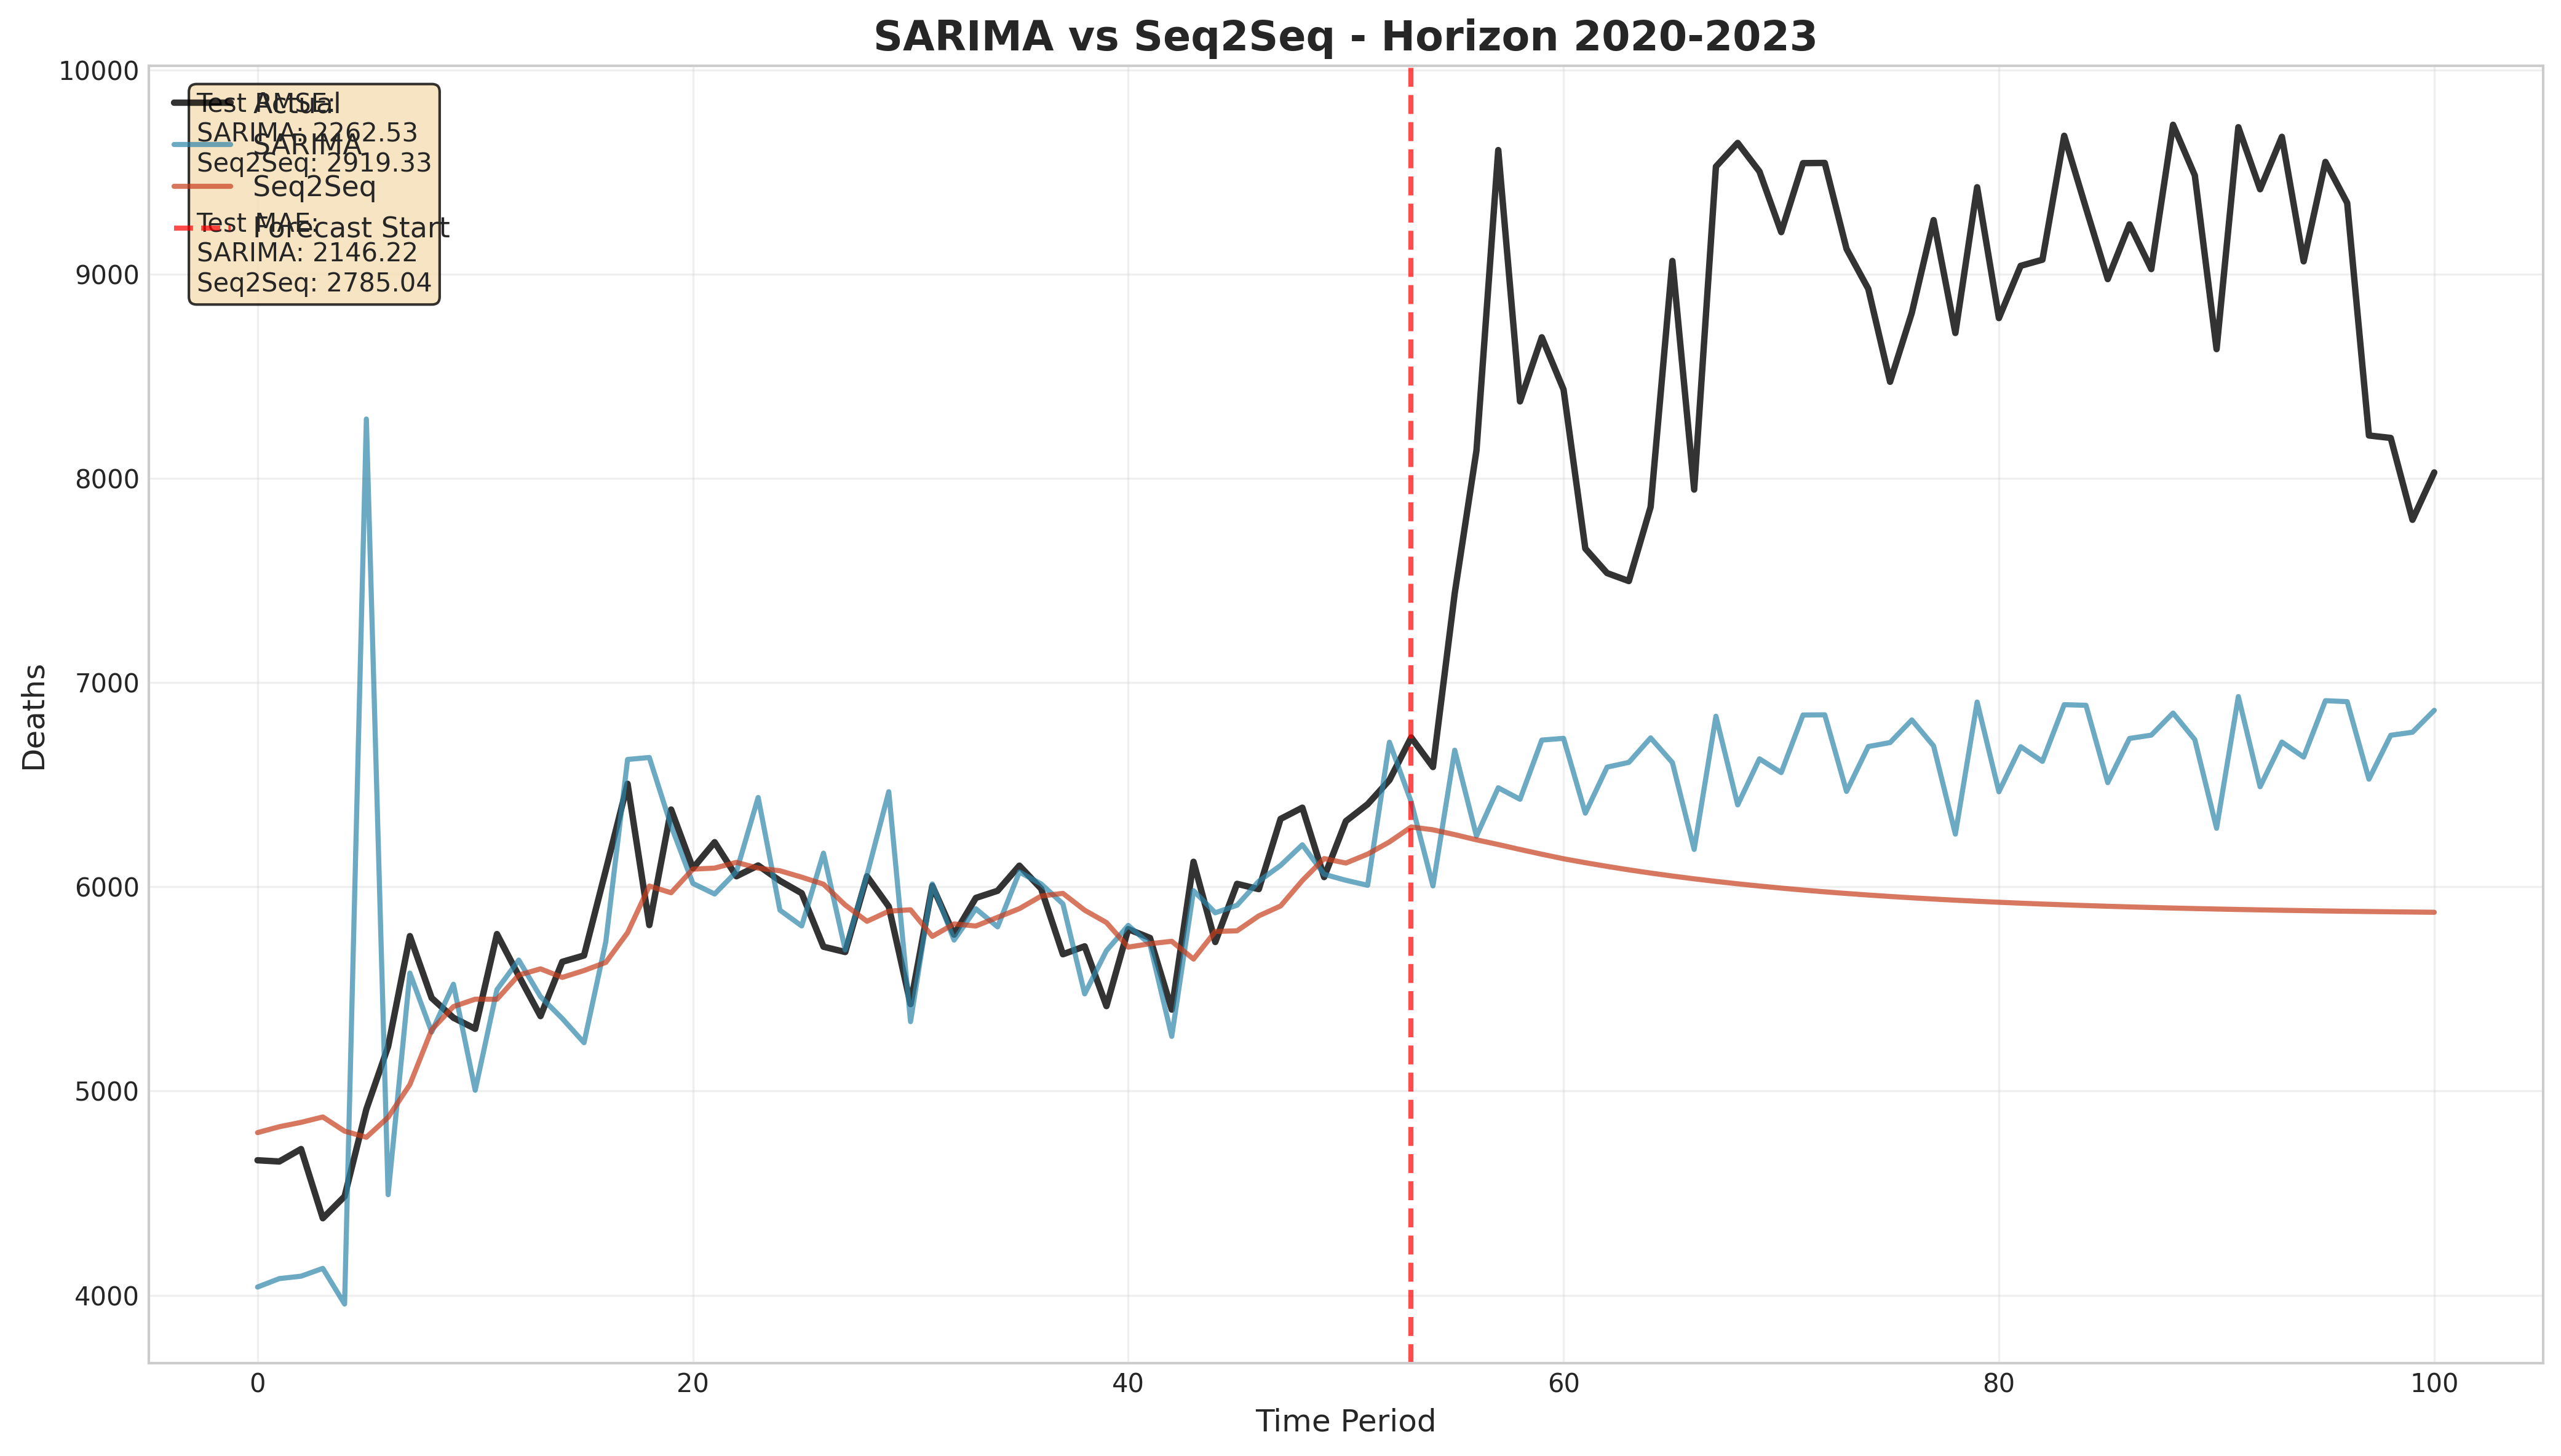 SARIMA vs Seq2Seq - Horizon 2020-2023
10000
9000
8000
7000
6000
5000
4000
Deaths
Test RMSE:
SARIMA: 2262.53
Seq2Seq: 2919.33
Test MAE:
SARIMA: 2146.22
Seq2Seq: 2785.04
Actual
SARIMA
Seq2Seq
Forecast Start
0
20
40
60
80
100
Time Period